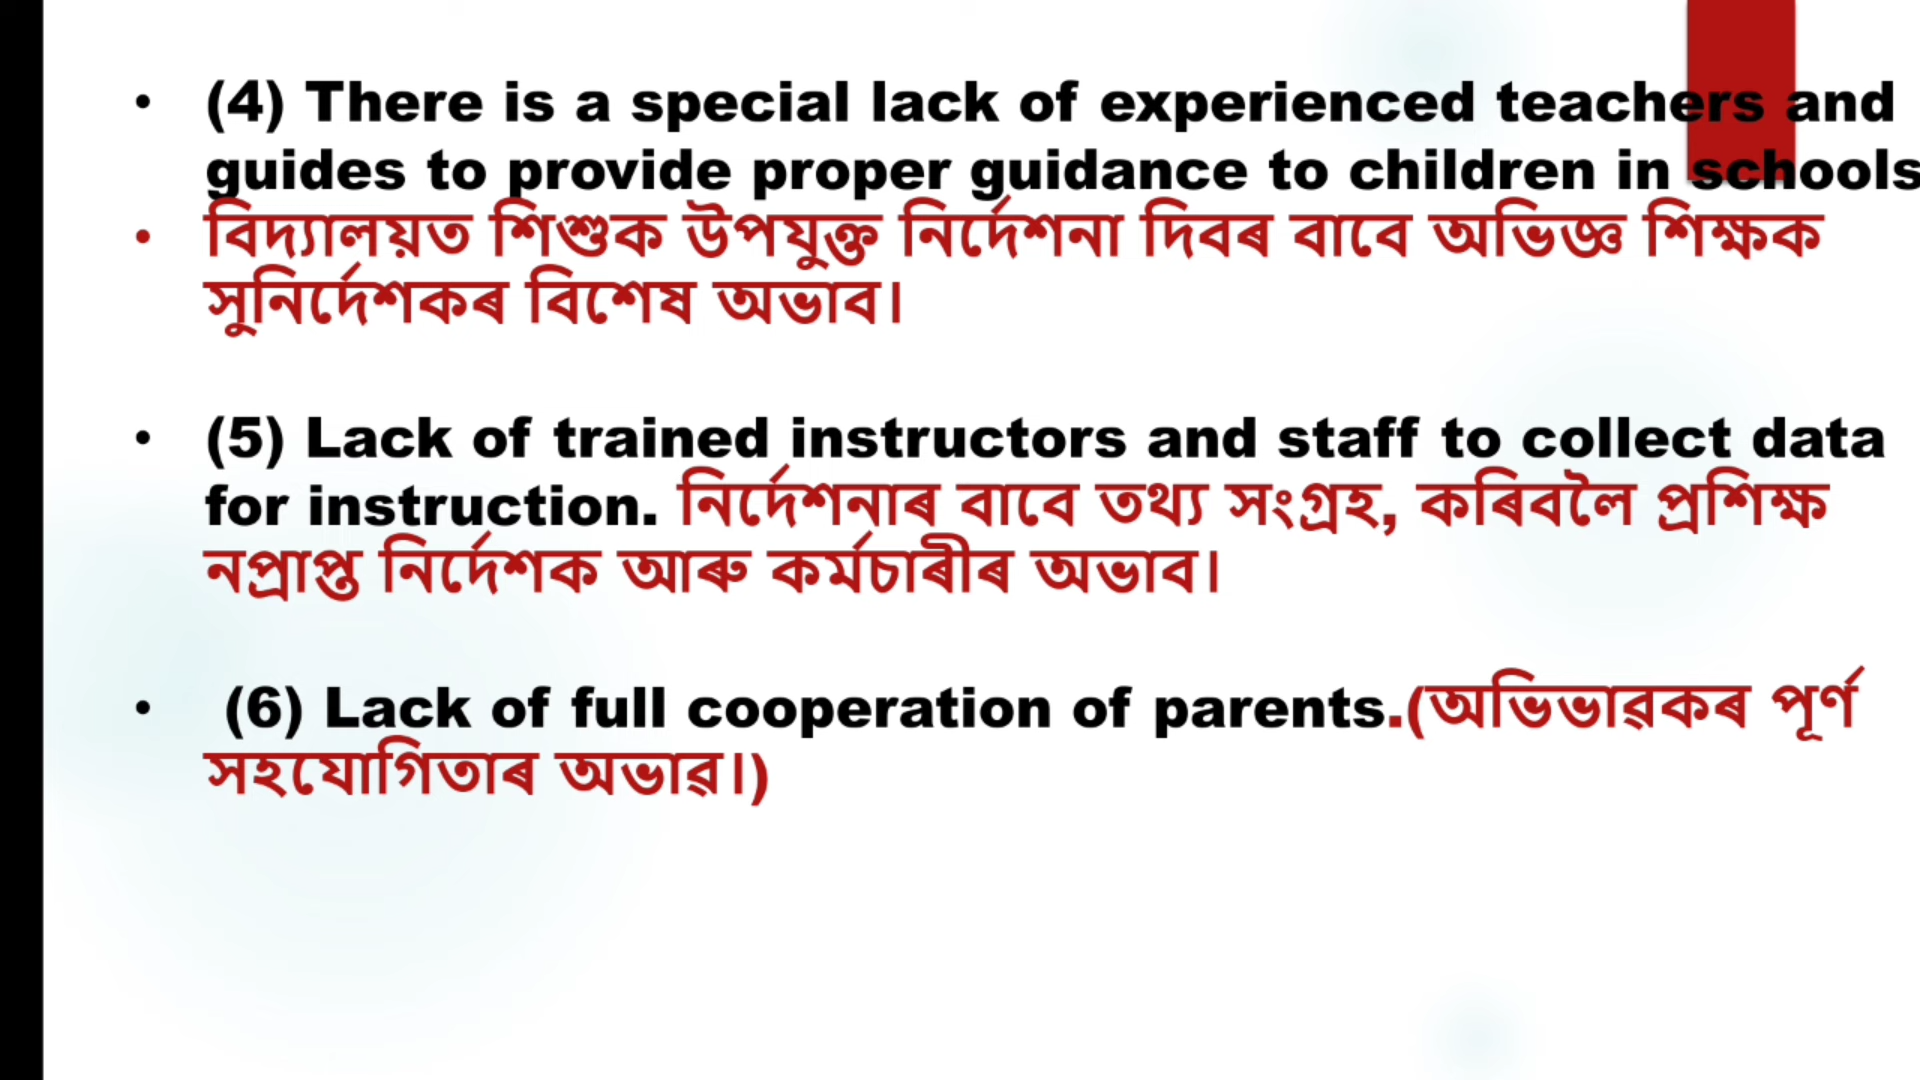 • (4) There is a special lack of experienced teachers and
guides to provide proper guidance to children in schools
• বিদ্যালয়ত শিশুক উপযুক্ত নিৰ্দেশনা দিবৰ বাবে অভিজ্ঞ শিক্ষক
সুনিৰ্দেশকৰ বিশেষ অভাব।
• (5) Lack of trained instructors and staff to collect data
for instruction. নিৰ্দেশনাৰ বাবে তথ্য সংগ্ৰহ, কৰিবলৈ প্ৰশিক্ষ
নপ্ৰাপ্ত নিৰ্দেশক আৰু কৰ্মচাৰীৰ অভাব।
• (6) Lack of full cooperation of parents.(অভিভাৱকৰ পূৰ্ণ
সহযোগিতাৰ অভাৱ।)